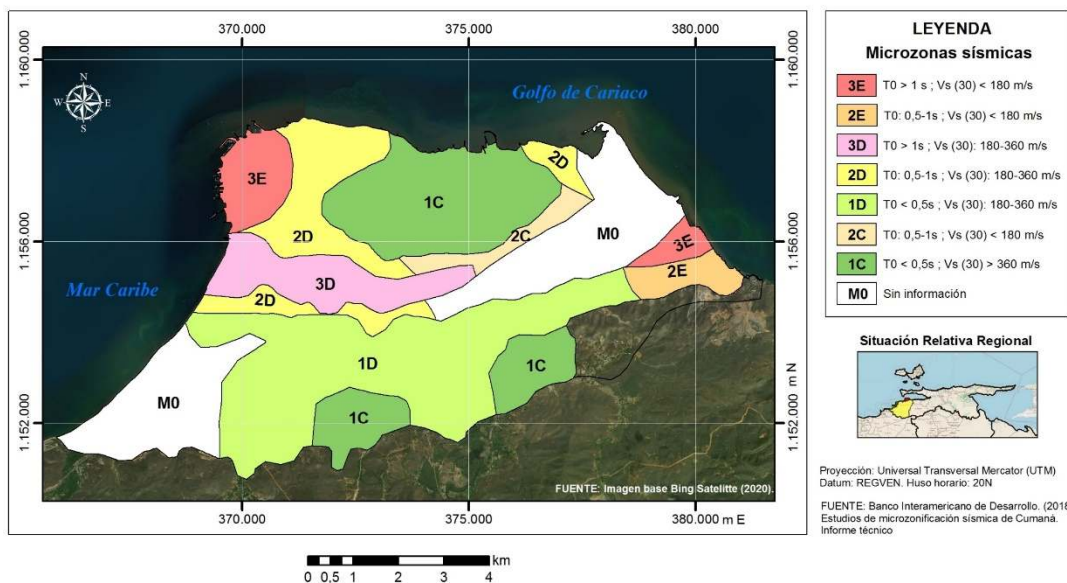 370.000 375.000 380.000
1.160.000
1.160.000
N
W E
S
Golfo de Cariaco
3E
2D
1C
2D
2C
M0
1.156.000
3E
1.156.000
2E
Mar Caribe
3D
2D
1D
1C
M0
1C
1.152.000
1.152.000 m N
FUENTE: Imagen base Bing Satelitte (2020).
370.000 375.000 380.000 m E
0 0,5 1 2 3 4 km
LEYENDA
Microzonas sísmicas
3E T0 > 1 s ; Vs (30) < 180 m/s
2E T0: 0,5-1s ; Vs (30) < 180 m/s
3D T0 > 1s ; Vs (30): 180-360 m/s
2D T0: 0,5-1s ; Vs (30): 180-360 m/s
1D T0 < 0,5s ; Vs (30): 180-360 m/s
2C T0: 0,5-1s ; Vs (30) < 180 m/s
1C T0 < 0,5s ; Vs (30) > 360 m/s
M0 Sin información
Situación Relativa Regional
Proyección: Universal Transversal Mercator (UTM)
Datum: REGVEN. Huso horario: 20N
FUENTE: Banco Interamericano de Desarrollo. (2018
Estudios de microzonificación sísmica de Cumaná.
Informe técnico